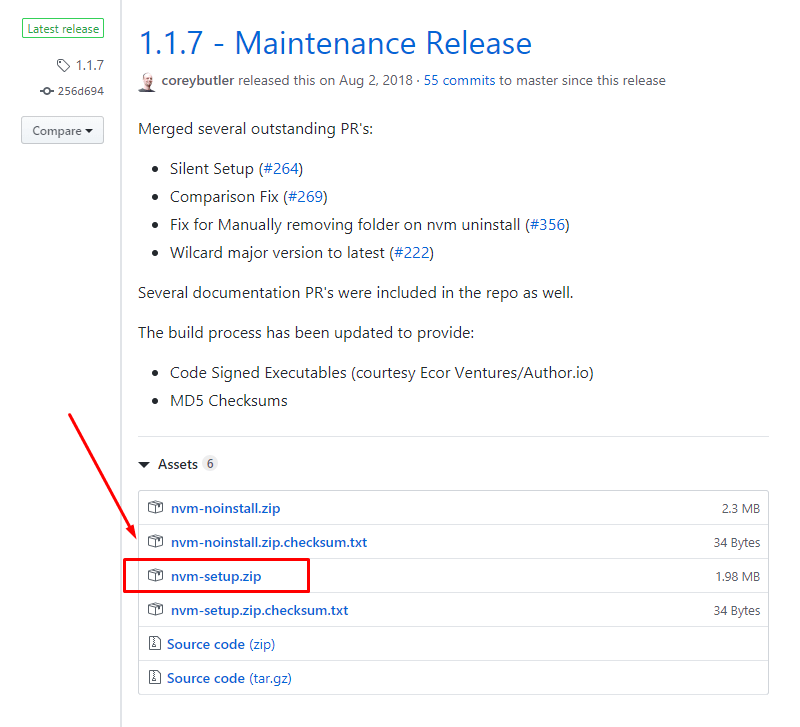 Latest release
1.1.7
256d694
Compare
1.1.7 - Maintenance Release
coreybutler released this on Aug 2, 2018 · 55 commits to master since this release
Merged several outstanding PR's:
• Silent Setup (#264)
• Comparison Fix (#269)
• Fix for Manually removing folder on nvm uninstall (#356)
• Wilcard major version to latest (#222)
Several documentation PR's were included in the repo as well.
The build process has been updated to provide:
• Code Signed Executables (courtesy Ecor Ventures/Author.io)
• MD5 Checksums
Assets 6
nvm-noinstall.zip 2.3 MB
nvm-noinstall.zip.checksum.txt 34 Bytes
nvm-setup.zip 1.98 MB
nvm-setup.zip.checksum.txt 34 Bytes
Source code (zip)
Source code (tar.gz)